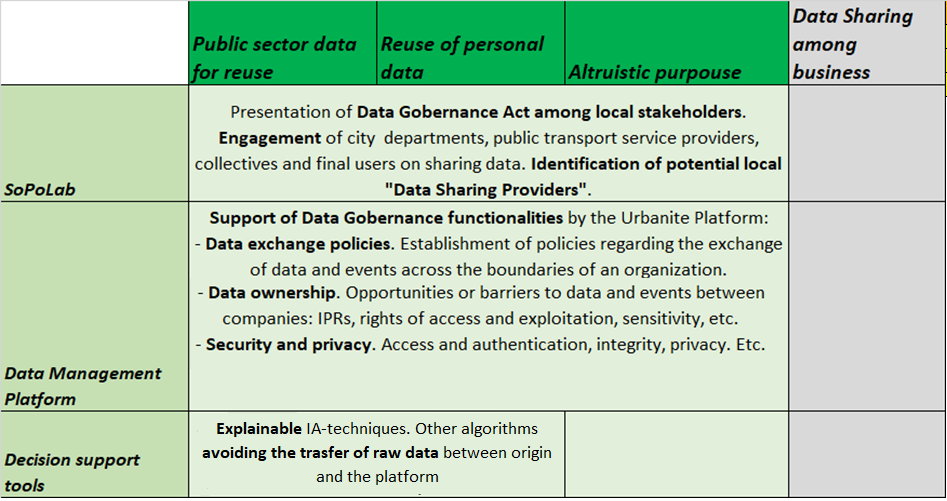 Public sector data
for reuse
Reuse of personal
data
Altruistic purpouse
Data Sharing
among
business
SoPoLab
Presentation of Data Gobernance Act among local stakeholders.
Engagement of city departments, public transport service providers,
collectives and final users on sharing data. Identification of potential local
"Data Sharing Providers".
Data Management
Platform
Support of Data Gobernance functionalities by the Urbanite Platform:
- Data exchange policies. Establishment of policies regarding the exchange
of data and events across the boundaries of an organization.
- Data ownership. Opportunities or barriers to data and events between
companies: IPRs, rights of access and exploitation, sensitivity, etc.
- Security and privacy. Access and authentication, integrity, privacy. Etc.
Decision support
tools
Explainable IA-techniques. Other algorithms
avoiding the trasfer of raw data between origin
and the platform